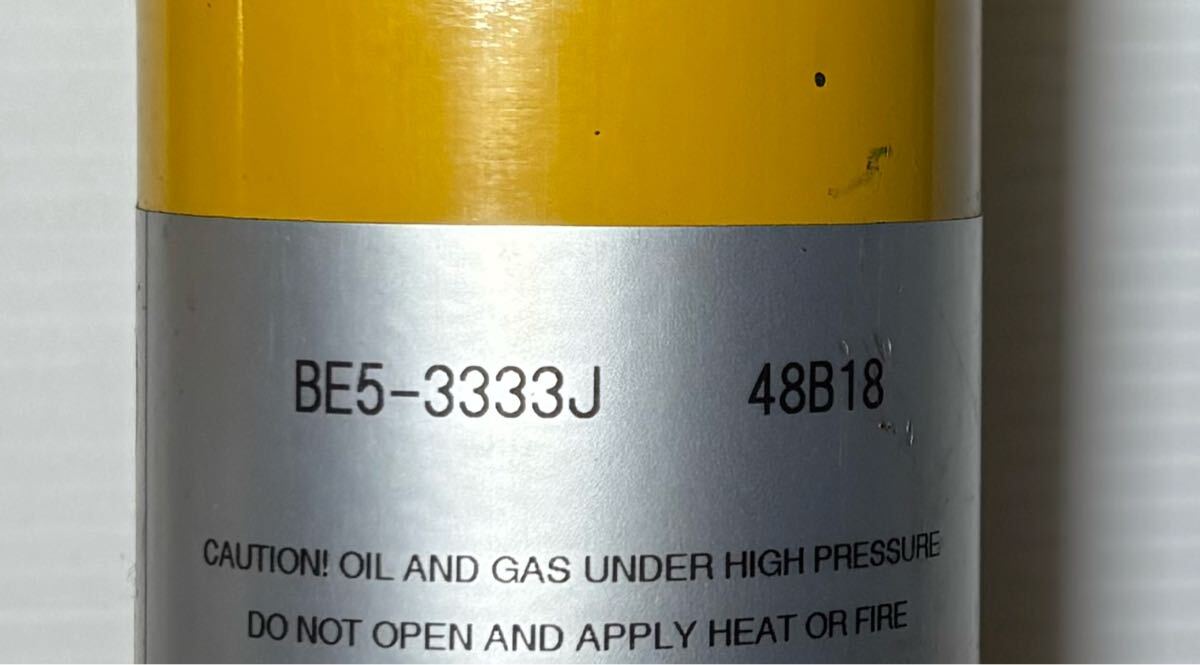 BE5-3333J 48B18
CAUTION! OIL AND GAS UNDER HIGH PRESSURE
DO NOT OPEN AND APPLY HEAT OR FIRE